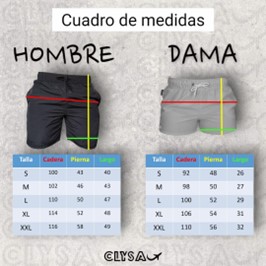 Cuadro de medidas
HOMBRE
DAMA
Talla Cadera Pierna Largo
S 100 43 40
M 102 46 43
L 110 50 47
XL 114 52 48
XXL 116 58 49
Talla Cadera Pierna Largo
S 92 48 26
M 98 50 27
L 100 52 29
XL 106 54 31
XXL 110 56 32
CLYSA